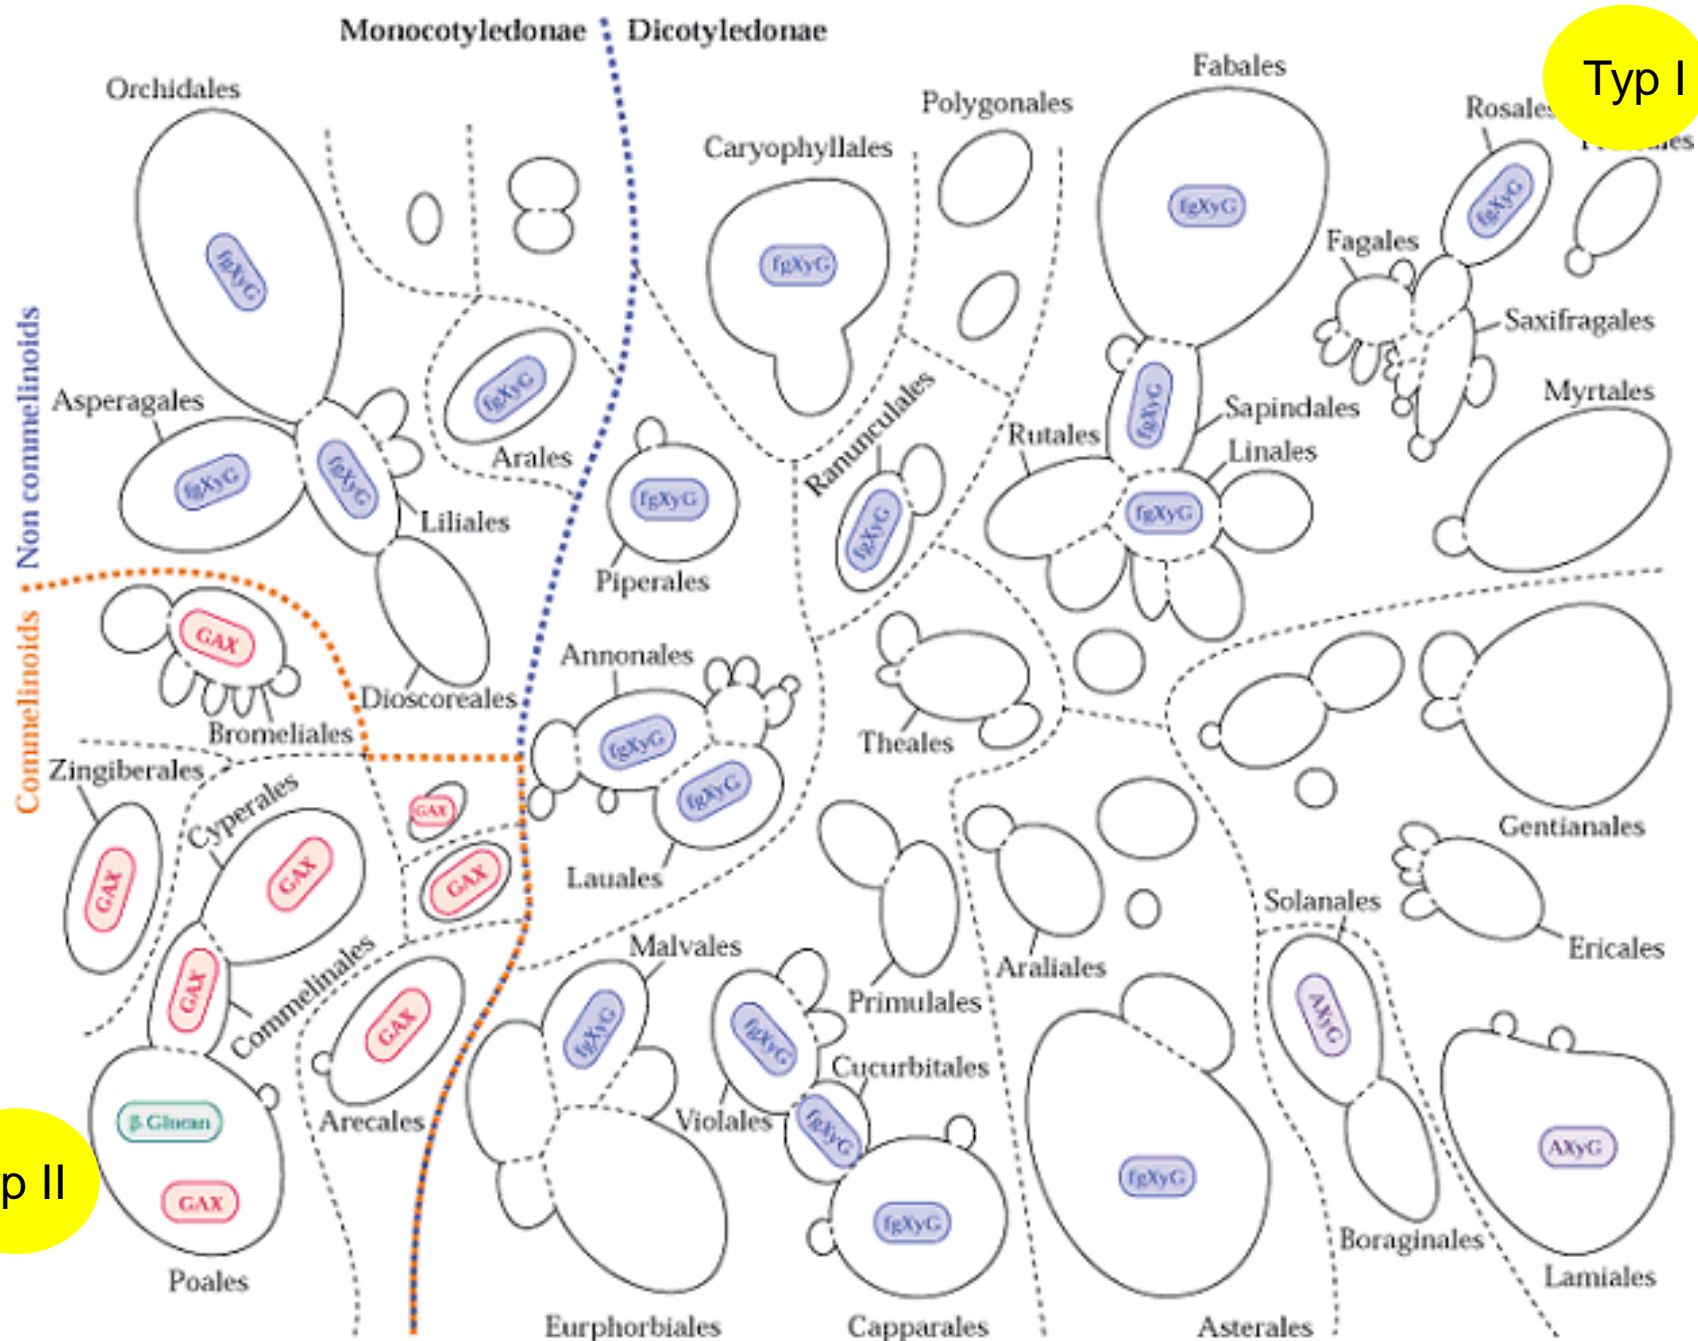 Monocotyledonae
Dicotyledonae
Typ I
Orchidales
Caryophyllales
Polygonales
Fabales
Rosales
fgXyG
fgXyG
fgXyG
fgXyG
Fagales
Saxifragales
Non commelinoids
Asperagales
fgXyG
fgXyG
fgXyG
Arales
Liliales
fgXyG
Piperales
Ranunculales
fgXyG
fgXyG
Rutales
Sapindales
Linales
fgXyG
Myrtales
Commelinoids
GAX
Bromeliales
Dioscoreales
Annonales
fgXyG
fgXyG
Lauales
Theales
Gentianales
Zingiberales
GAX
Cyperales
GAX
GAX
GAX
GAX
Commelinales
GAX
Arecales
Malvales
fgXyG
fgXyG
Violales
Cucurbitales
fgXyG
Primulales
Araliales
Solanales
AXyG
Ericales
p II
β Glucan
GAX
Poales
Eurphorbiales
fgXyG
Capparales
fgXyG
Asterales
Boraginales
AXyG
Lamiales